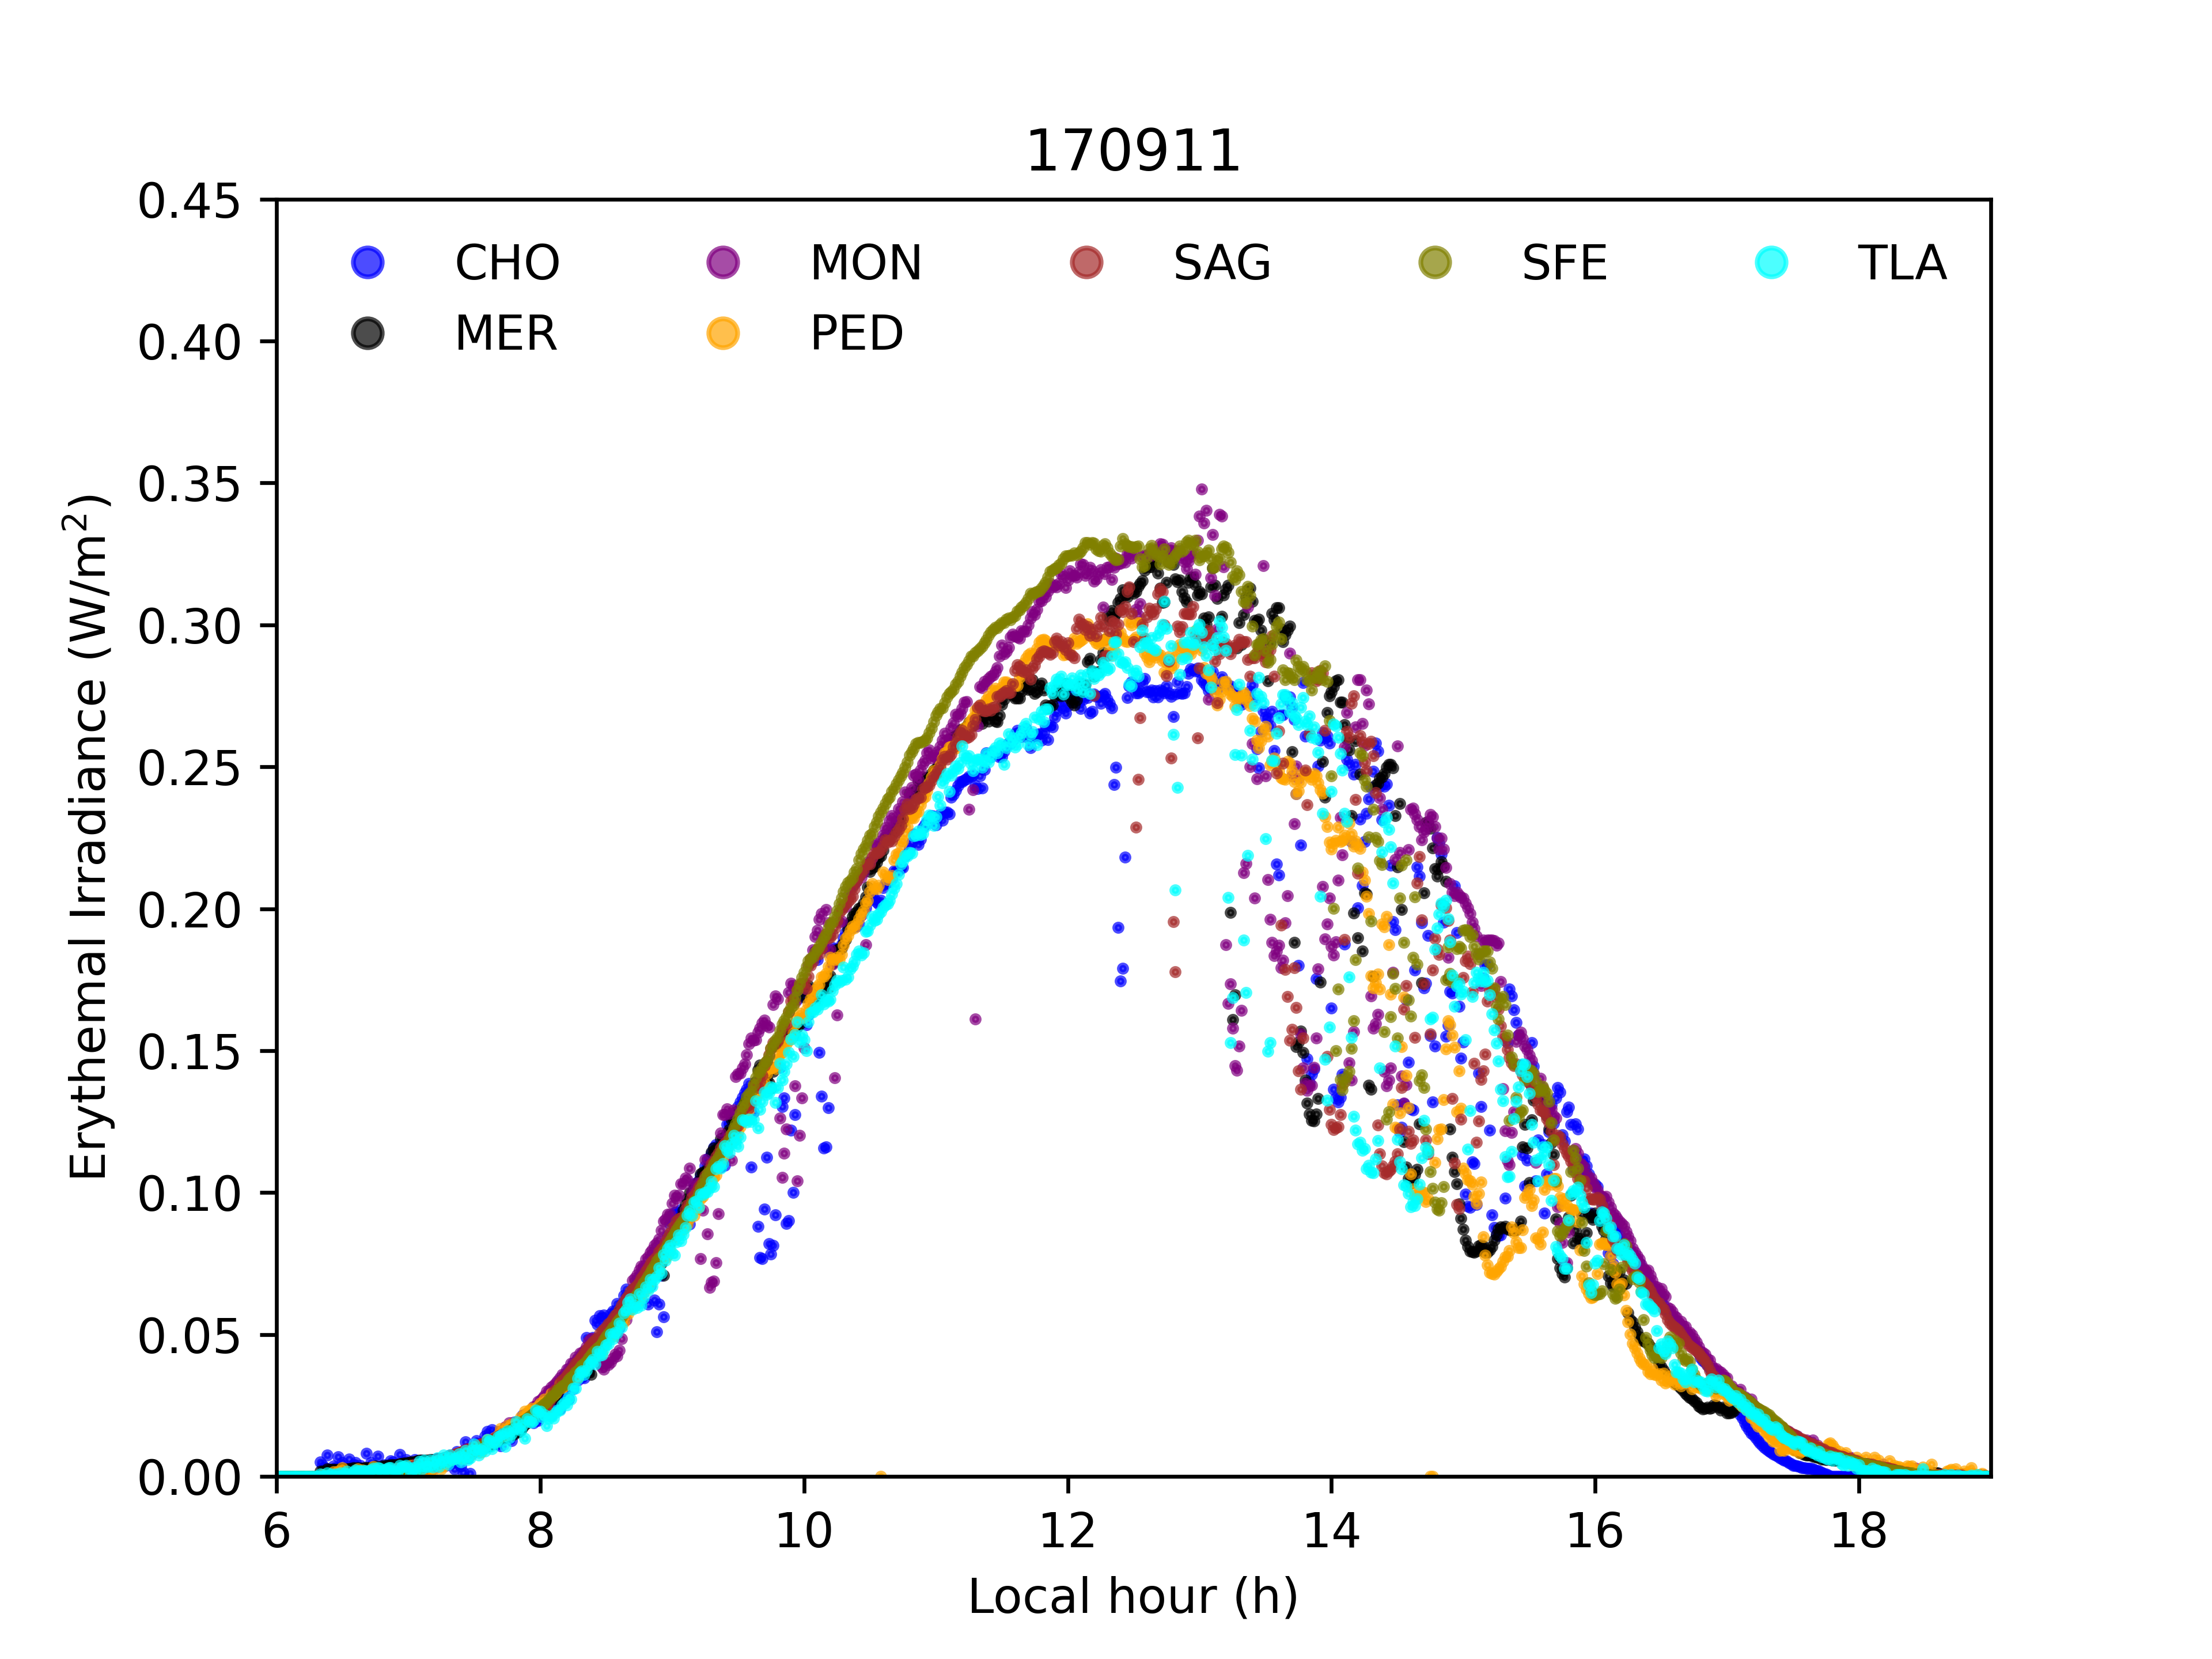 170911
0.45
0.40
0.35
0.30
0.25
0.20
0.15
0.10
0.05
0.00
Erythemal Irradiance (W/m²)
CHO MON SAG SFE TLA
MER PED
6 8 10 12 14 16 18
Local hour (h)